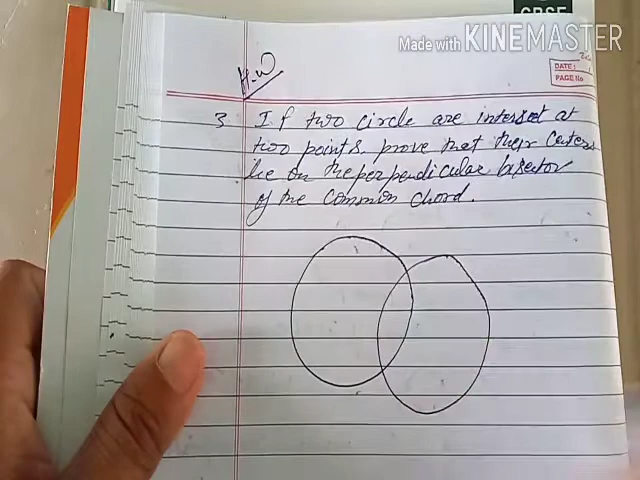 CBSE
Made with KINEMASTER
H.W
DATE:
PAGE No
3 If two circle are intersect at
two points, prove that their Centers
lie on the perpendicular bisector
of the common chord.